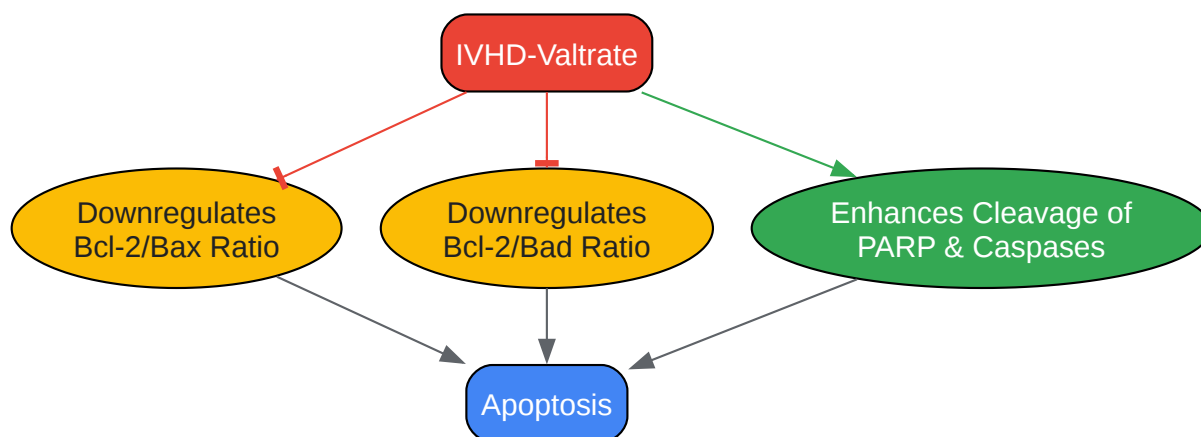 IVHD-Valtrate
Downregulates
Bcl-2/Bax Ratio
Downregulates
Bcl-2/Bad Ratio
Enhances Cleavage of
PARP & Caspases
Apoptosis